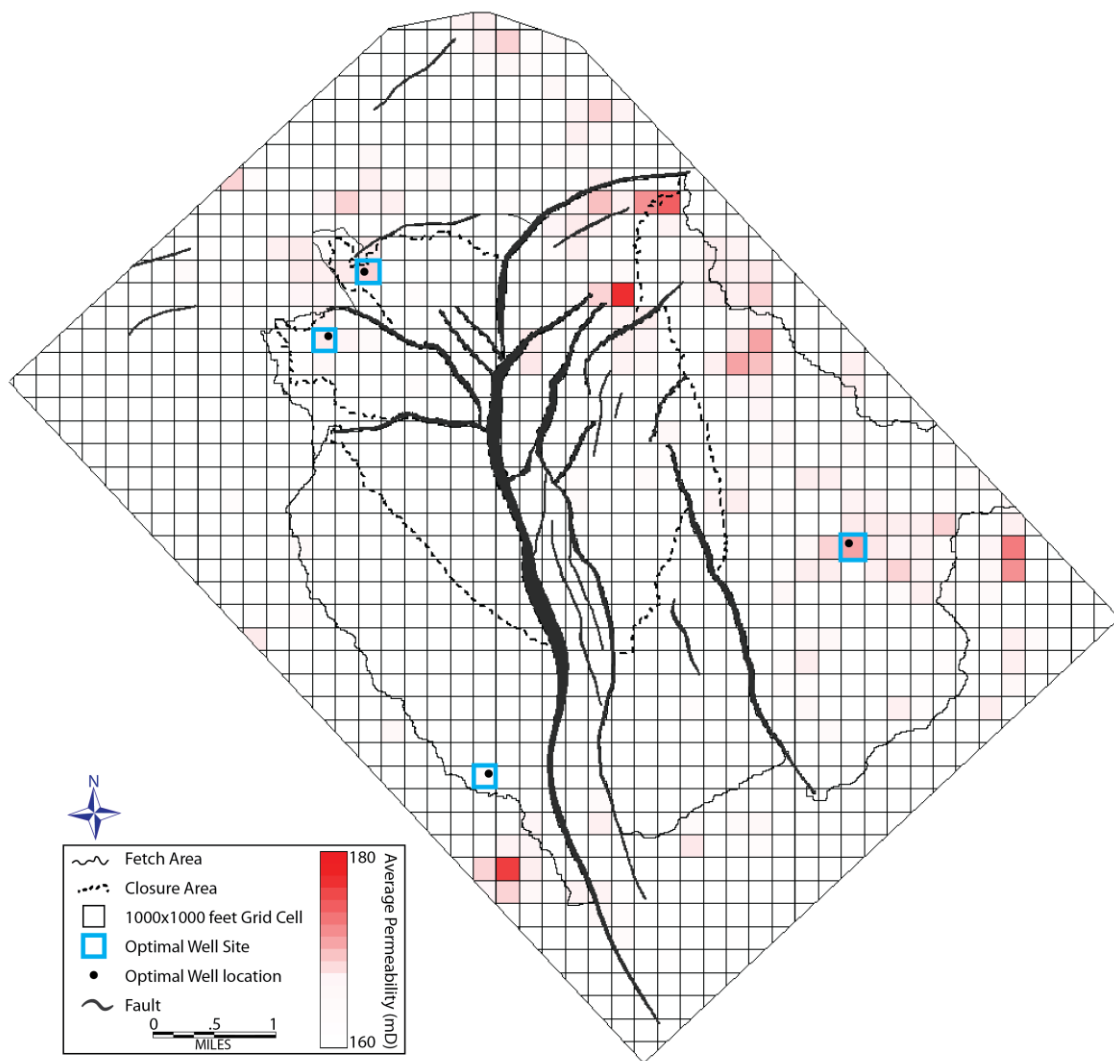 N
Fetch Area
Closure Area
1000x1000 feet Grid Cell
Optimal Well Site
Optimal Well location
Fault
0 .5 1
MILES
180
Average Permeability (mD)
160